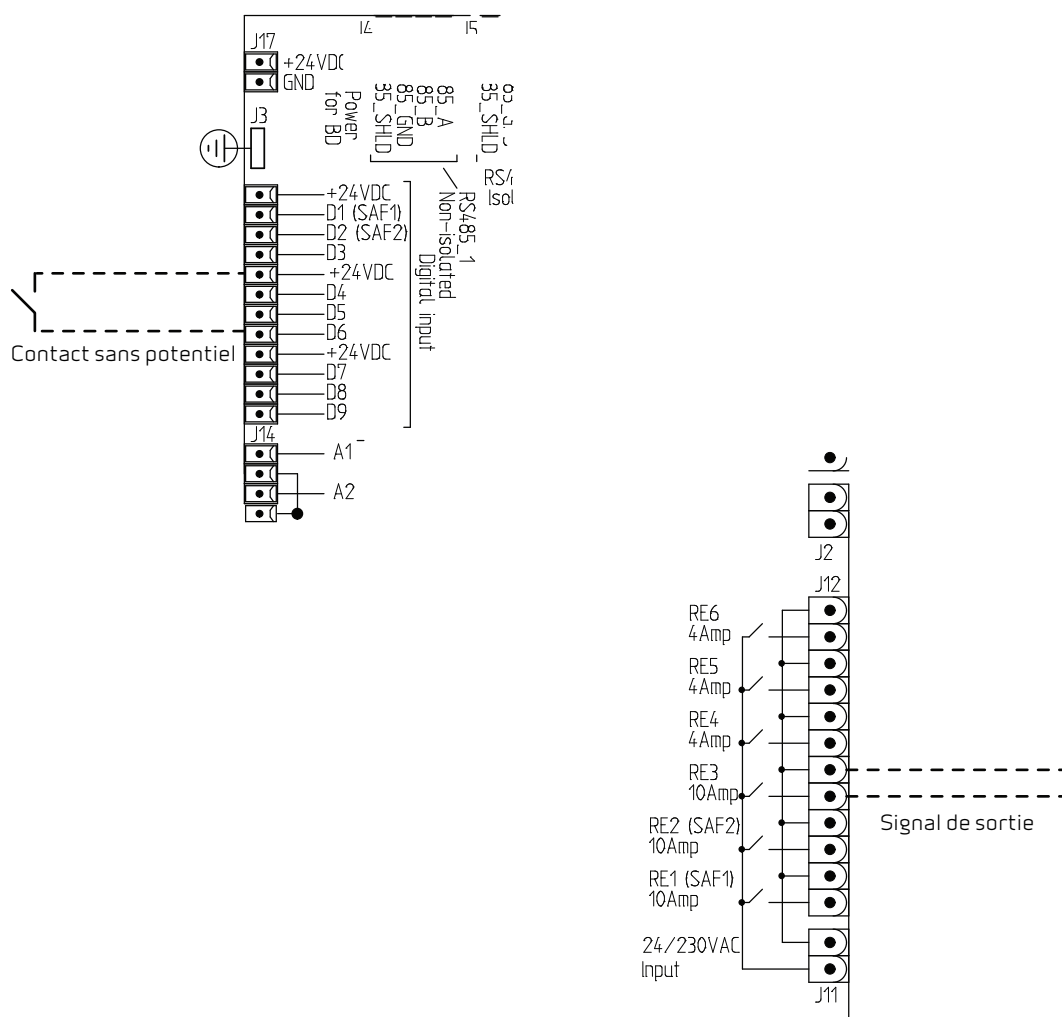 J4
J5
J17
+24VDC
GND
J3
Power
for BD
85_A
85_B
85_GND
85_SHLD
RS485_1
Non-isolated
+24VDC
D1 (SAF1)
D2 (SAF2)
D3
+24VDC
D4
D5
D6
+24VDC
D7
D8
D9
Digital input
Contact sans potentiel
J14
A1
A2
J2
J12
RE6
4Amp
RE5
4Amp
RE4
4Amp
RE3
10Amp
RE2 (SAF2)
10Amp
RE1 (SAF1)
10Amp
24/230VAC
Input
J11
Signal de sortie